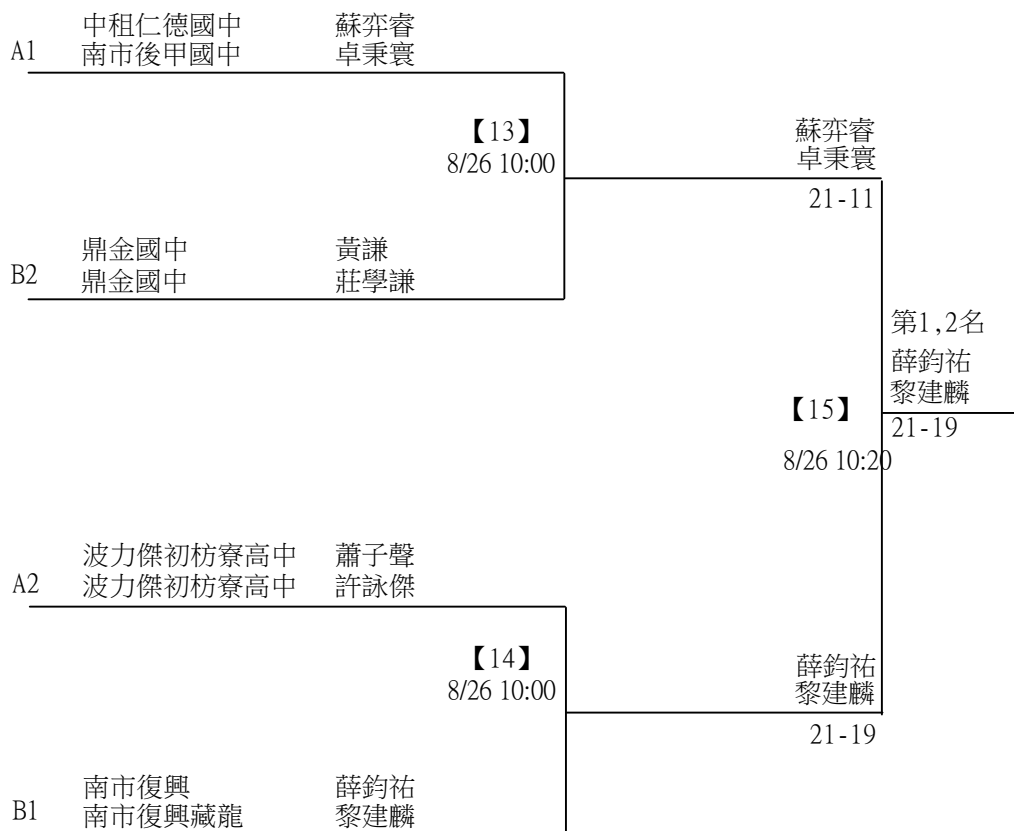 中租仁德國中 蘇弈睿
A1 南市後甲國中 卓秉寰
【13】
8/26 10:00
蘇弈睿
卓秉寰
21-11
鼎金國中 黃謙
B2 鼎金國中 莊學謙
第1,2名
薛鈞祐
黎建麟
【15】
21-19
8/26 10:20
波力傑初枋寮高中 蕭子聲
A2 波力傑初枋寮高中 許詠傑
【14】
8/26 10:00
薛鈞祐
黎建麟
21-19
南市復興 薛鈞祐
B1 南市復興藏龍 黎建麟